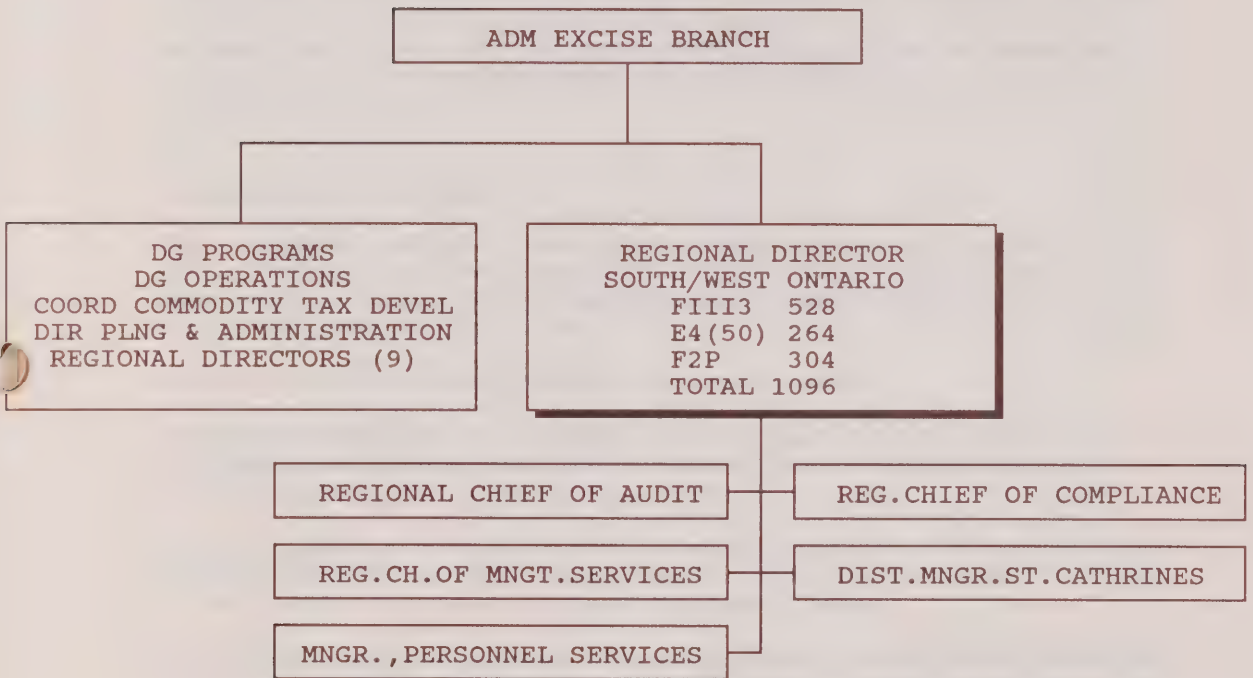 ADM EXCISE BRANCH
DG PROGRAMS
DG OPERATIONS
COORD COMMODITY TAX DEVEL
DIR PLNG & ADMINISTRATION
REGIONAL DIRECTORS (9)
REGIONAL DIRECTOR
SOUTH/WEST ONTARIO
FIII3 528
E4(50) 264
F2P 304
TOTAL 1096
REGIONAL CHIEF OF AUDIT
REG.CHIEF OF COMPLIANCE
REG.CH.OF MNGT.SERVICES
DIST.MNGR.ST.CATHRINES
MNGR.,PERSONNEL SERVICES